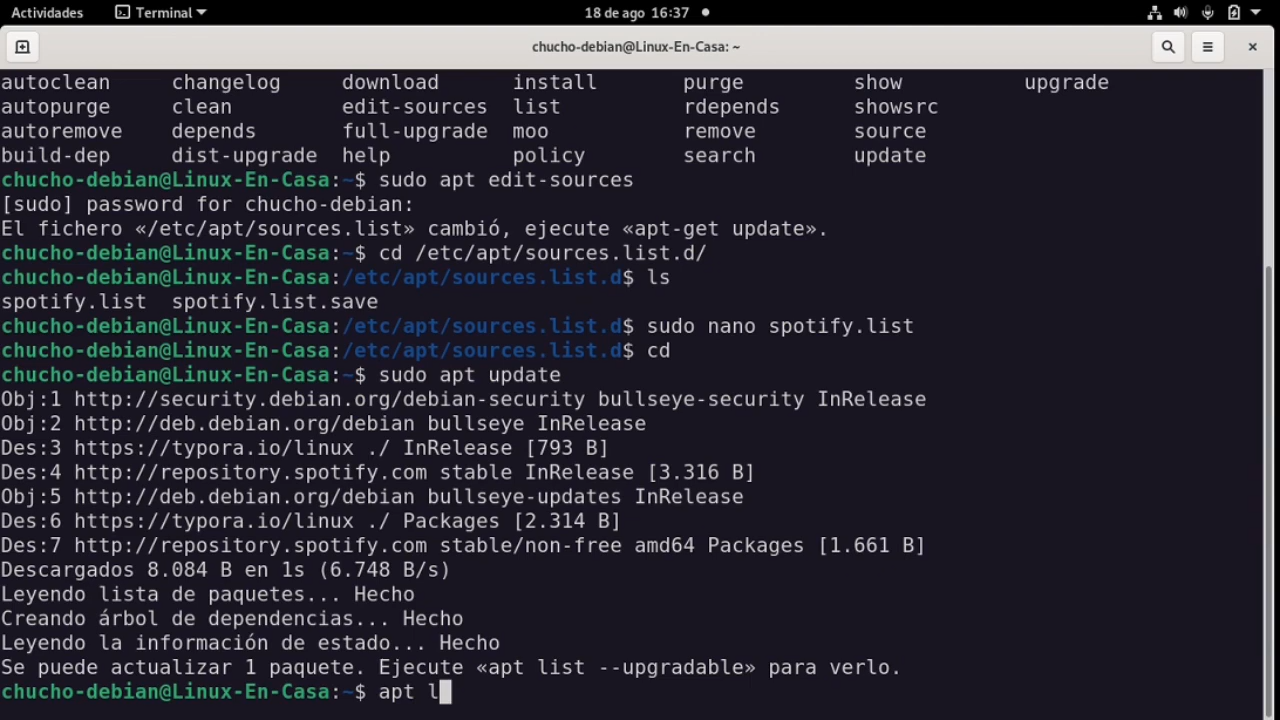 Actividades Terminal 18 de ago 16:37
chucho-debian@Linux-En-Casa: ~
autoclean changelog download install purge show upgrade
autopurge clean edit-sources list rdepends showsrc
autoremove depends full-upgrade moo remove source
build-dep dist-upgrade help policy search update
chucho-debian@Linux-En-Casa:~$ sudo apt edit-sources
[sudo] password for chucho-debian:
El fichero «/etc/apt/sources.list» cambió, ejecute «apt-get update».
chucho-debian@Linux-En-Casa:~$ cd /etc/apt/sources.list.d/
chucho-debian@Linux-En-Casa:/etc/apt/sources.list.d$ ls
spotify.list spotify.list.save
chucho-debian@Linux-En-Casa:/etc/apt/sources.list.d$ sudo nano spotify.list
chucho-debian@Linux-En-Casa:/etc/apt/sources.list.d$ cd
chucho-debian@Linux-En-Casa:~$ sudo apt update
Obj:1 http://security.debian.org/debian-security bullseye-security InRelease
Obj:2 http://deb.debian.org/debian bullseye InRelease
Des:3 https://typora.io/linux ./ InRelease [793 B]
Des:4 http://repository.spotify.com stable InRelease [3.316 B]
Obj:5 http://deb.debian.org/debian bullseye-updates InRelease
Des:6 https://typora.io/linux ./ Packages [2.314 B]
Des:7 http://repository.spotify.com stable/non-free amd64 Packages [1.661 B]
Descargados 8.084 B en 1s (6.748 B/s)
Leyendo lista de paquetes... Hecho
Creando árbol de dependencias... Hecho
Leyendo la información de estado... Hecho
Se puede actualizar 1 paquete. Ejecute «apt list --upgradable» para verlo.
chucho-debian@Linux-En-Casa:~$ apt l